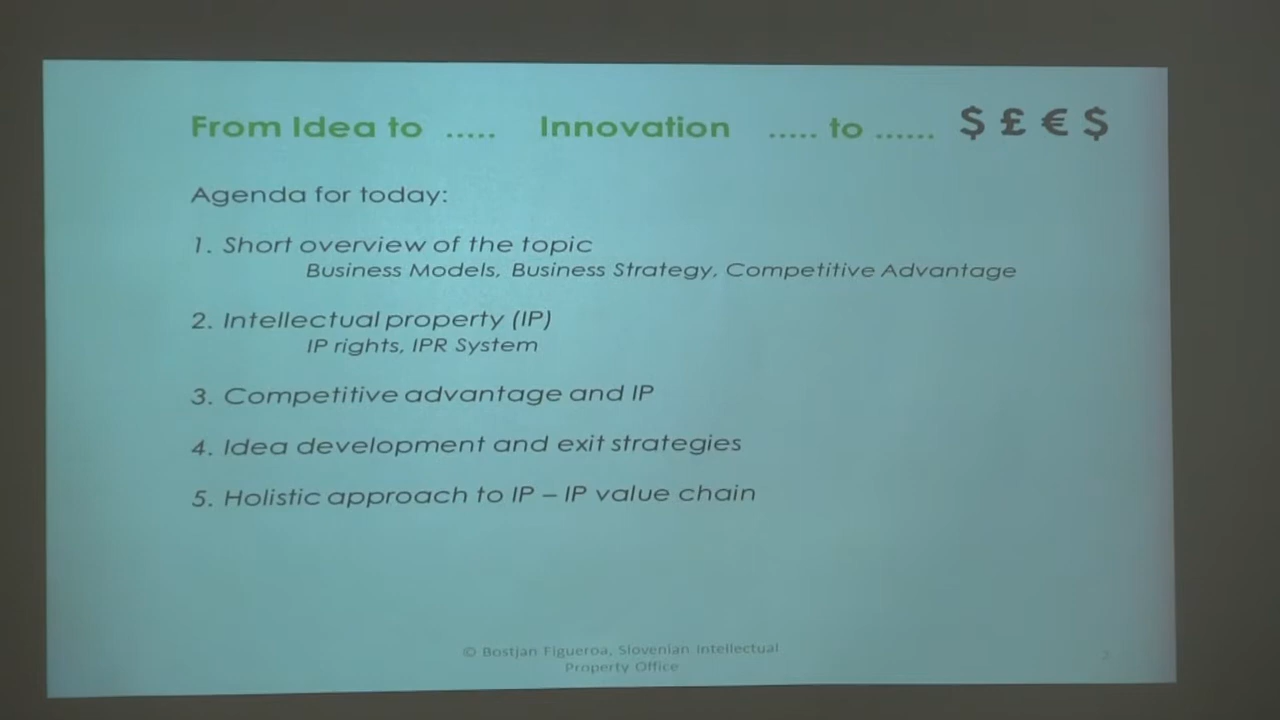 From Idea to ..... Innovation ..... to ...... $ £ € $
Agenda for today:
1. Short overview of the topic
Business Models, Business Strategy, Competitive Advantage
2. Intellectual property (IP)
IP rights, IPR System
3. Competitive advantage and IP
4. Idea development and exit strategies
5. Holistic approach to IP – IP value chain
© Bostjan Figueroa, Slovenian Intellectual
Property Office